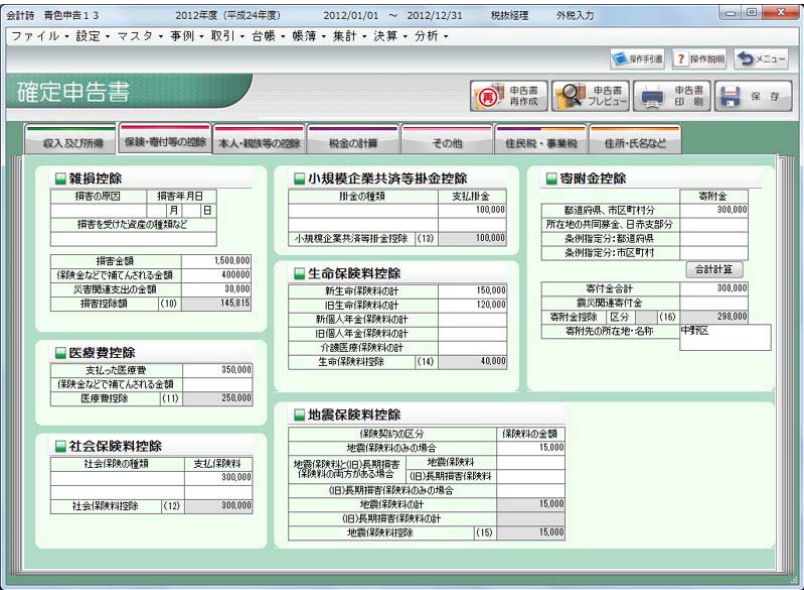 会計詩 青色申告13 2012年度（平成24年度） 2012/01/01 ～ 2012/12/31 税抜経理 外税入力
ファイル・設定・マスタ・事例・取引・台帳・帳簿・集計・決算・分析・
操作手引書 ? 操作説明 メニュー
確定申告書
再 申告書再作成 申告書プレビュー 申告書印刷 保存
収入及び所得 保険・寄付等の控除 本人・親族等の控除 税金の計算 その他 住民税・事業税 住所・氏名など
雑損控除
損害の原因 損害年月日
月 日
損害を受けた資産の種類など
損害金額 1,500,000
保険金などで補てんされる金額 400000
災害関連支出の金額 30,000
損害控除額 (10) 145,815
医療費控除
支払った医療費 350,000
保険金などで補てんされる金額
医療費控除 (11) 250,000
社会保険料控除
社会保険の種類 支払保険料
300,000
社会保険料控除 (12) 300,000
小規模企業共済等掛金控除
掛金の種類 支払掛金
100,000
小規模企業共済等掛金控除 (13) 100,000
生命保険料控除
新生命保険料の計 150,000
旧生命保険料の計 120,000
新個人年金保険料の計
旧個人年金保険料の計
介護医療保険料の計
生命保険料控除 (14) 40,000
地震保険料控除
保険契約の区分 保険料の金額
地震保険料のみの場合 15,000
地震保険料と(旧)長期損害保険料の両方がある場合 地震保険料
(旧)長期損害保険料
(旧)長期損害保険料のみの場合
地震保険料の計 15,000
(旧)長期損害保険料の計
地震保険料控除 (15) 15,000
寄附金控除
寄附金
都道府県、市区町村分 300,000
所在地の共同募金、日赤支部分
条例指定分:都道府県
条例指定分:市区町村
合計計算
寄付金合計 300,000
震災関連寄付金
寄附金控除 区分 (16) 298,000
寄附先の所在地・名称 中野区